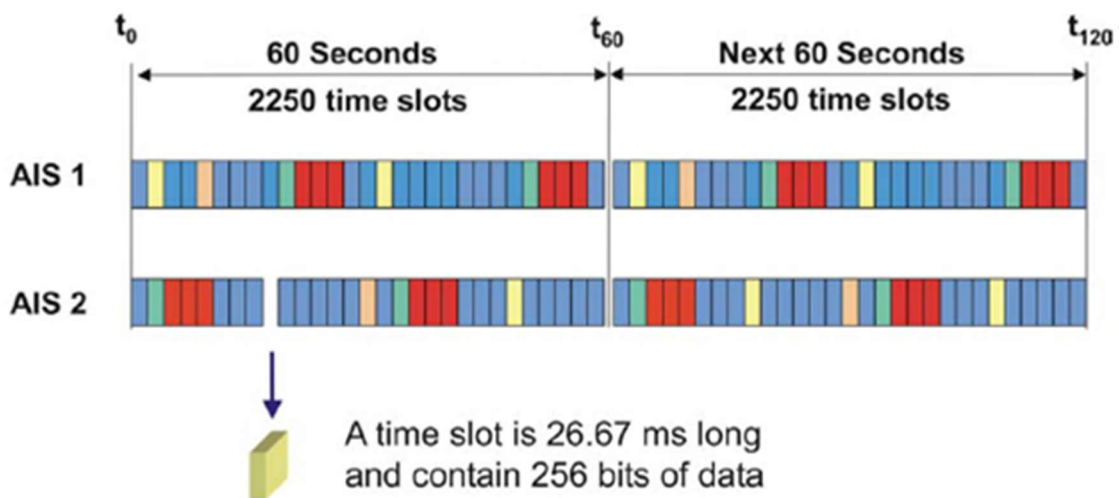 t0 t60 t120
60 Seconds Next 60 Seconds
2250 time slots 2250 time slots
AIS 1
AIS 2
A time slot is 26.67 ms long
and contain 256 bits of data